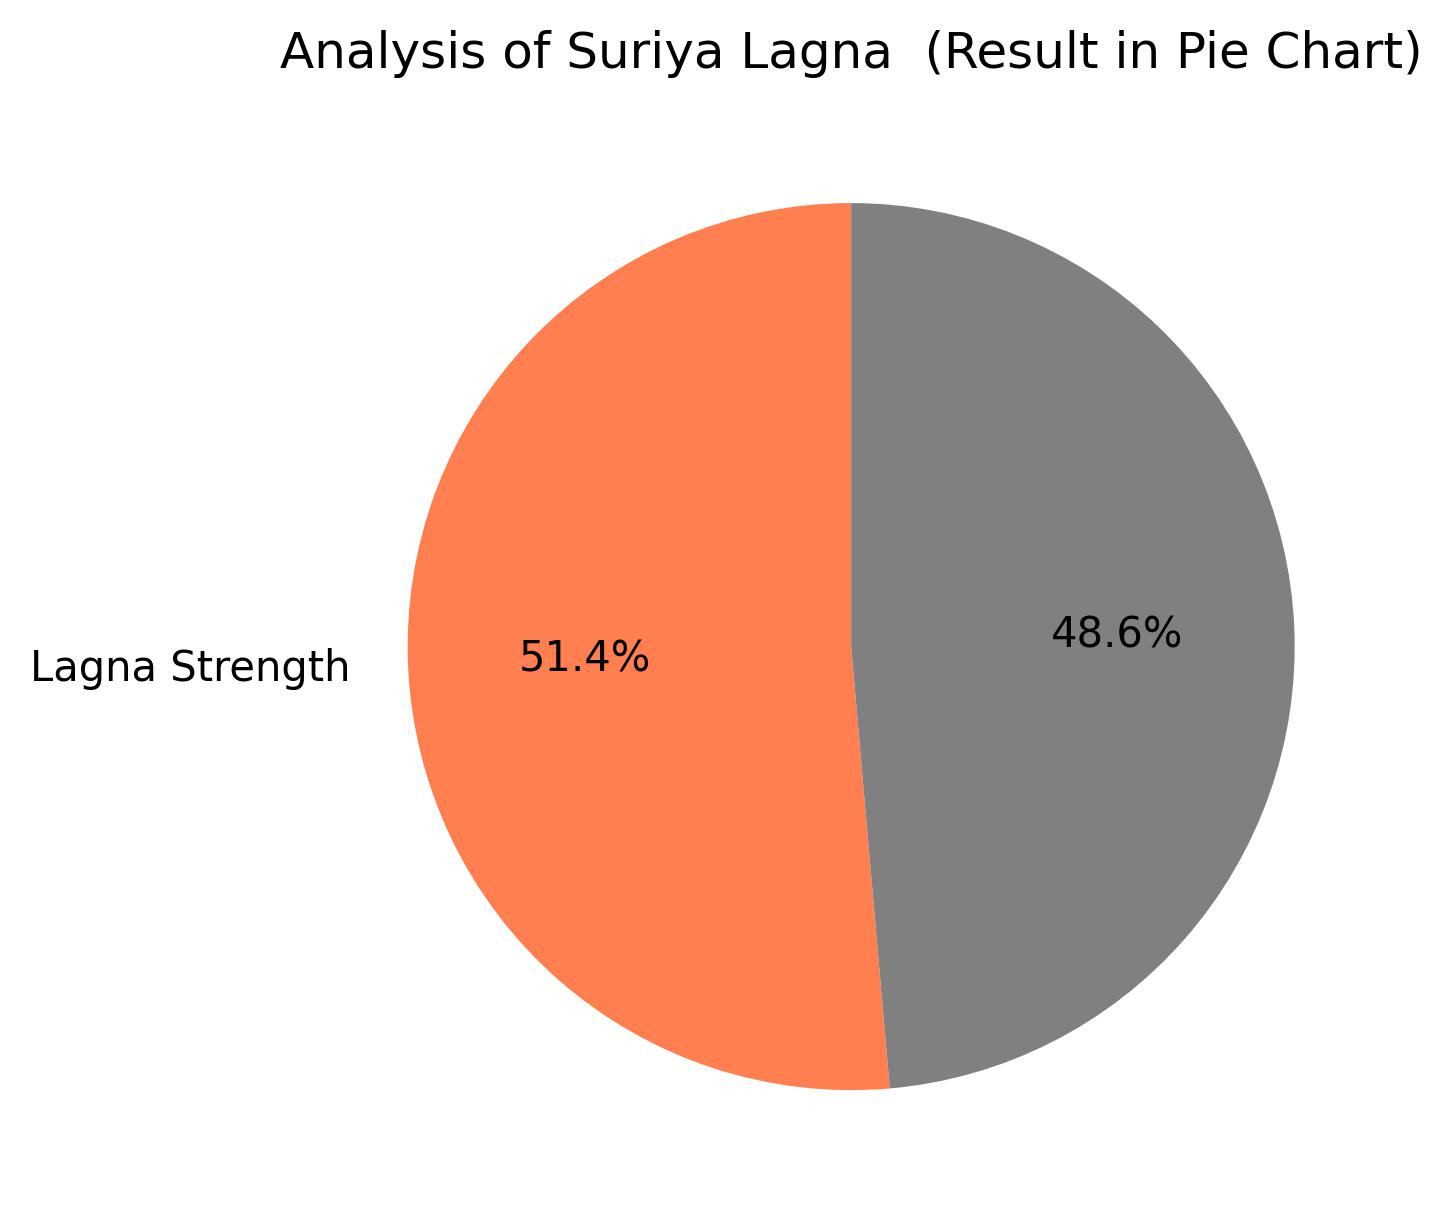 Analysis of Suriya Lagna  (Result in Pie Chart)
48.6%
51.4%
Lagna Strength